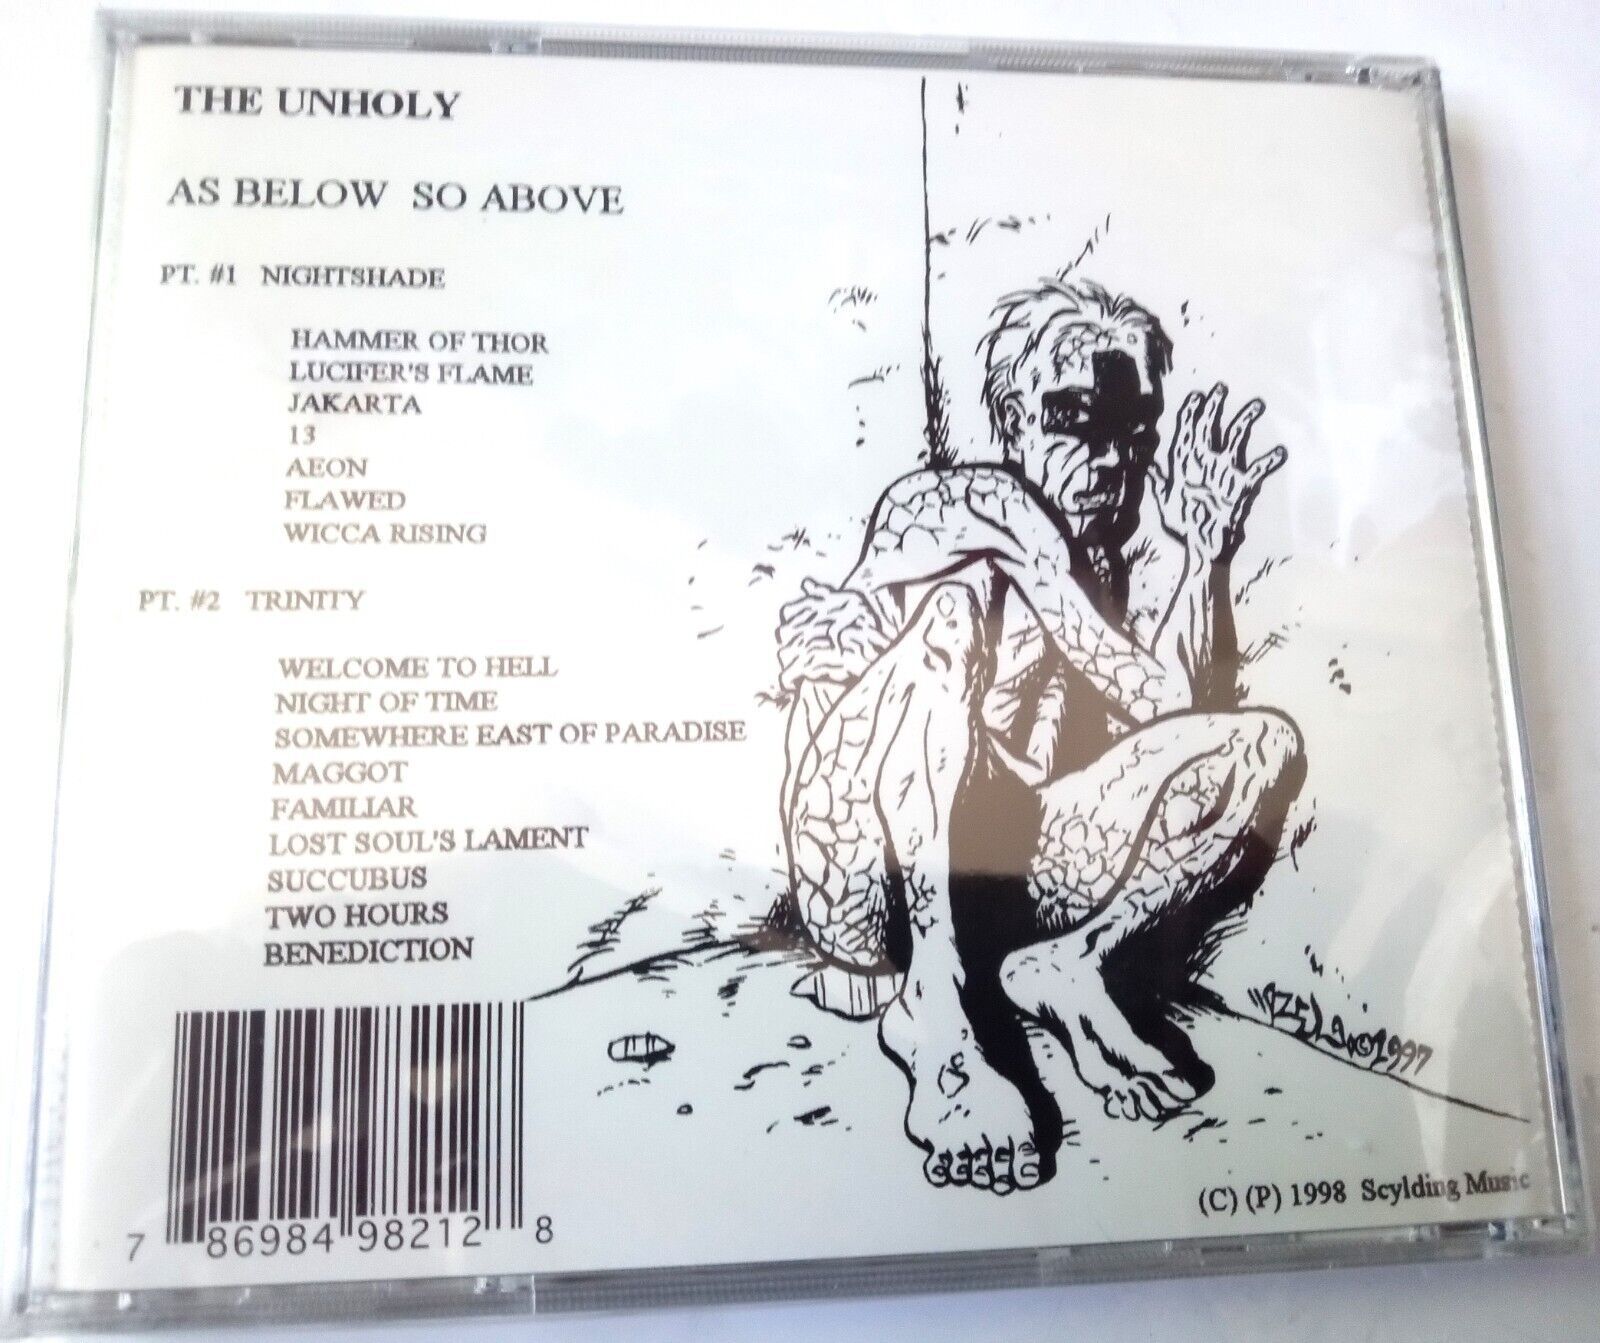 THE UNHOLY
AS BELOW SO ABOVE
PT. #1 NIGHTSHADE
HAMMER OF THOR
LUCIFER'S FLAME
JAKARTA
13
AEON
FLAWED
WICCA RISING
PT. #2 TRINITY
WELCOME TO HELL
NIGHT OF TIME
SOMEWHERE EAST OF PARADISE
MAGGOT
FAMILIAR
LOST SOUL'S LAMENT
SUCCUBUS
TWO HOURS
BENEDICTION
©1997
(C) (P) 1998 Scylding Music
7 86984 98212 8